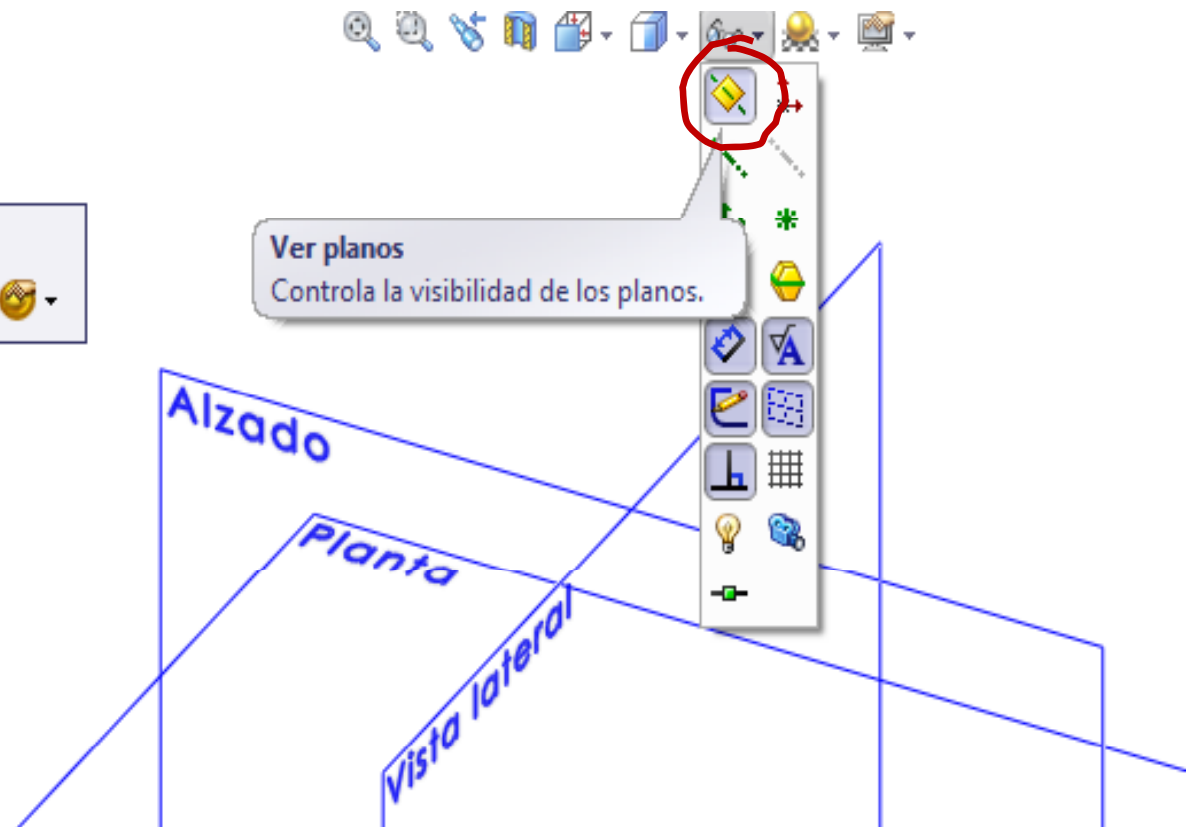 Ver planos
Controla la visibilidad de los planos.
Alzado
Planta
Vista lateral